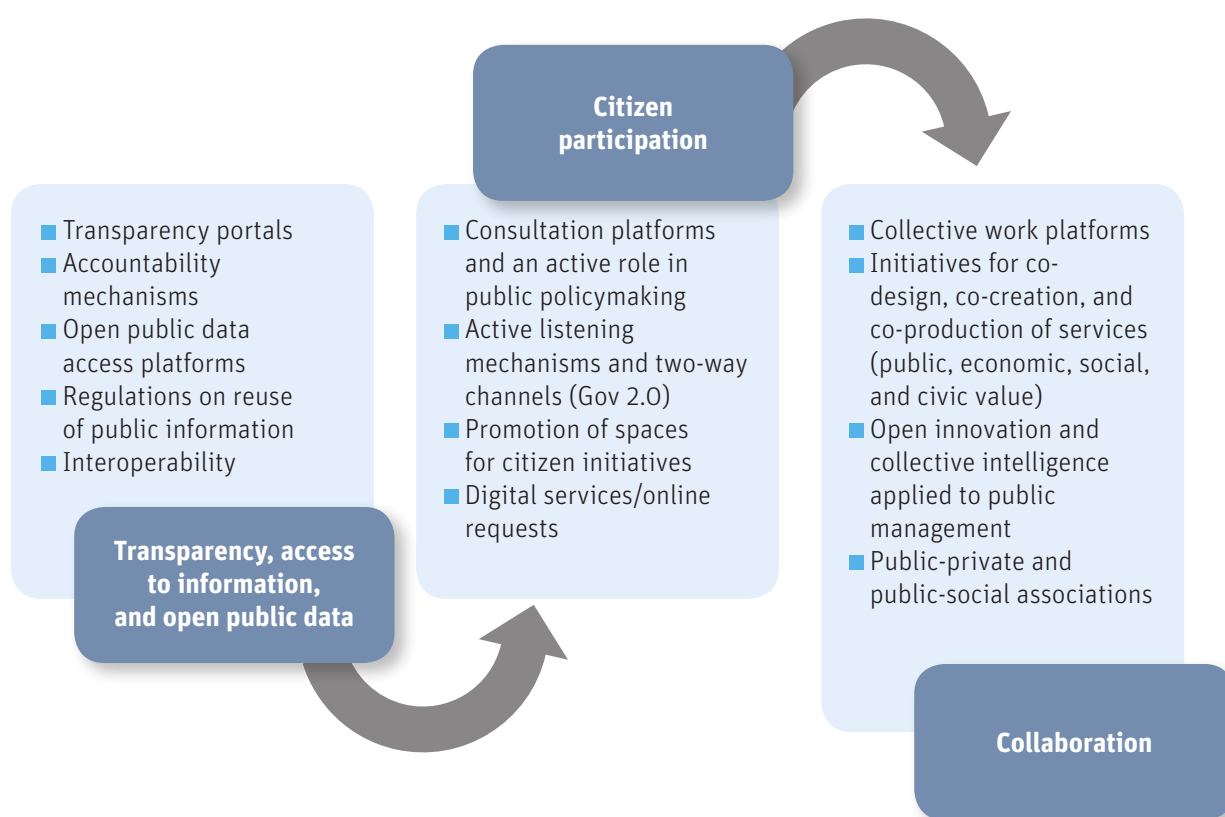 Citizen
participation
Transparency portals
Accountability
mechanisms
Open public data
access platforms
Regulations on reuse
of public information
Interoperability
Transparency, access
to information,
and open public data
Consultation platforms
and an active role in
public policymaking
Active listening
mechanisms and two-way
channels (Gov 2.0)
Promotion of spaces
for citizen initiatives
Digital services/online
requests
Collective work platforms
Initiatives for co-
design, co-creation, and
co-production of services
(public, economic, social,
and civic value)
Open innovation and
collective intelligence
applied to public
management
Public-private and
public-social associations
Collaboration